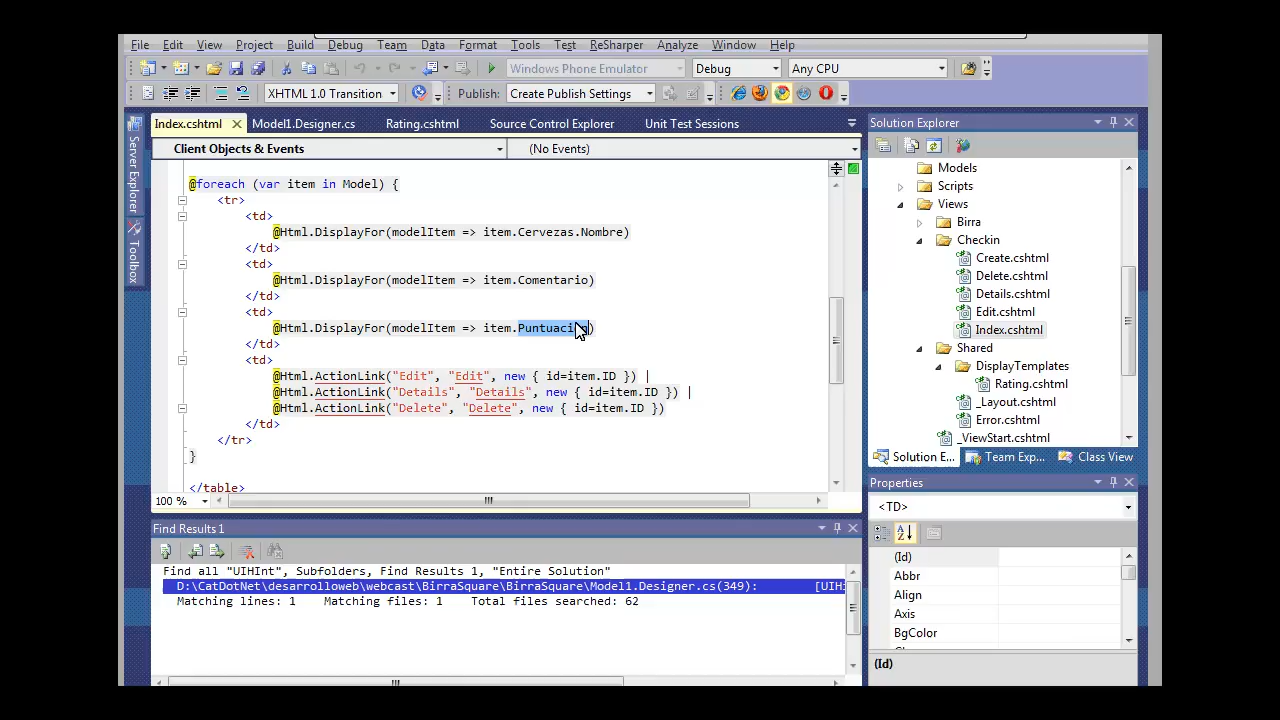 File Edit View Project Build Debug Team Data Format Tools Test ReSharper Analyze Window Help
Windows Phone Emulator Debug Any CPU
XHTML 1.0 Transition Publish: Create Publish Settings
Index.cshtml Model1.Designer.cs Rating.cshtml Source Control Explorer Unit Test Sessions
Client Objects & Events (No Events)
Server Explorer
Toolbox
@foreach (var item in Model) {
<tr>
<td>
@Html.DisplayFor(modelItem => item.Cervezas.Nombre)
</td>
<td>
@Html.DisplayFor(modelItem => item.Comentario)
</td>
<td>
@Html.DisplayFor(modelItem => item.Puntuacion)
</td>
<td>
@Html.ActionLink("Edit", "Edit", new { id=item.ID }) |
@Html.ActionLink("Details", "Details", new { id=item.ID }) |
@Html.ActionLink("Delete", "Delete", new { id=item.ID })
</td>
</tr>
}
</table>
100 %
Find Results 1
Find all "UIHInt", Subfolders, Find Results 1, "Entire Solution"
D:\CatDotNet\desarrolloweb\webcast\BirraSquare\BirraSquare\Model1.Designer.cs(349): [UIHi
Matching lines: 1 Matching files: 1 Total files searched: 62
Solution Explorer
Models
Scripts
Views
Birra
Checkin
Create.cshtml
Delete.cshtml
Details.cshtml
Edit.cshtml
Index.cshtml
Shared
DisplayTemplates
Rating.cshtml
_Layout.cshtml
Error.cshtml
_ViewStart.cshtml
Solution E... Team Exp... Class View
Properties
<TD>
(Id)
Abbr
Align
Axis
BgColor
(Id)